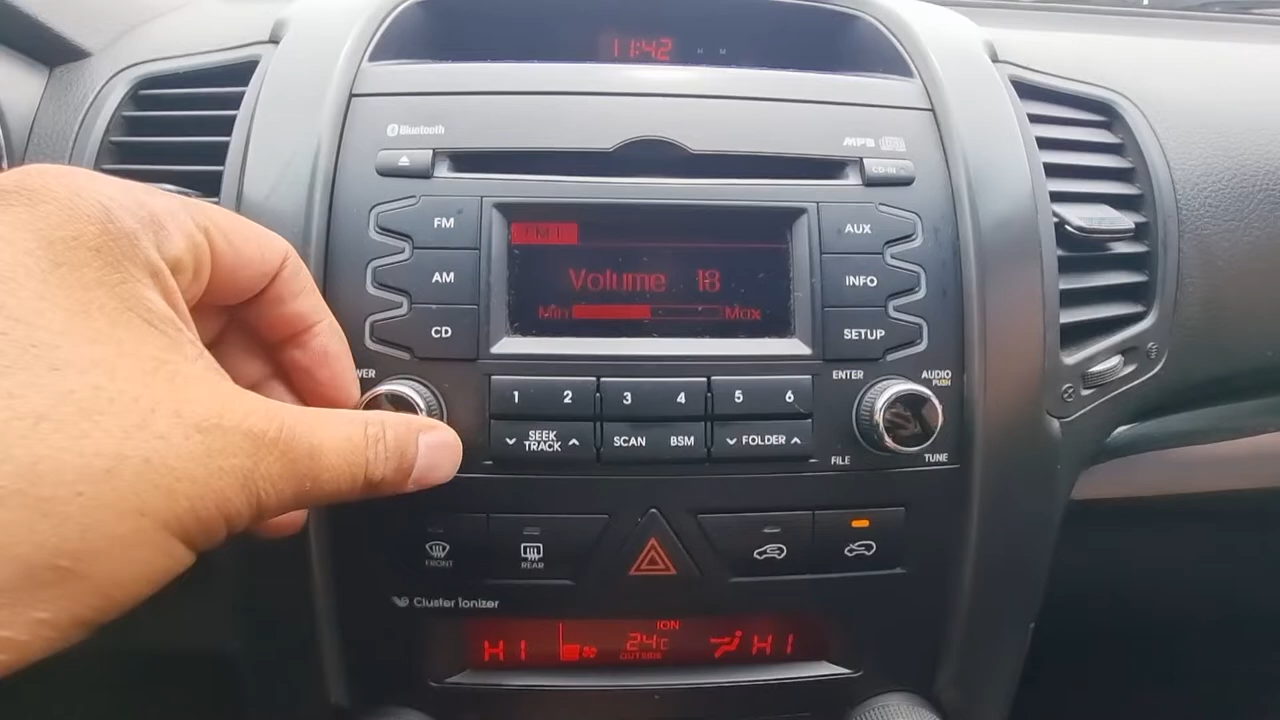 11:42
Bluetooth
MP3
CD-IN
FM
AUX
FM1
AM
Volume 18
INFO
CD
Min Max
SETUP
WER
ENTER
AUDIO
PUSH
1 2 3 4 5 6
SEEK
TRACK
SCAN BSM
FOLDER
FILE
TUNE
FRONT
REAR
Cluster Ionizer
ION
HI
24°C
OUTSIDE
HI